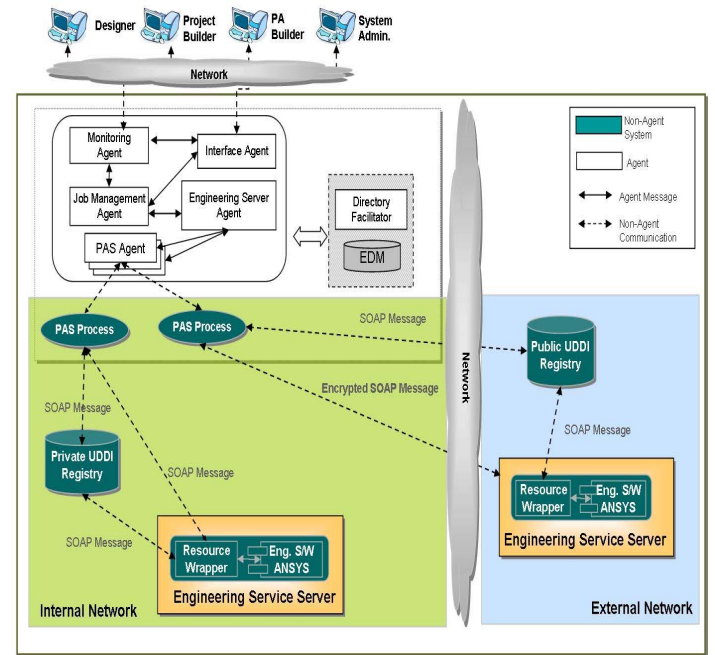 Designer
Project
Builder
PA
Builder
System
Admin.
Network
Monitoring
Agent
Interface Agent
Job Management
Agent
Engineering Server
Agent
PAS Agent
Directory
Facilitator
EDM
Non-Agent
System
Agent
Agent Message
Non-Agent
Communication
PAS Process
PAS Process
SOAP Message
Public UDDI
Registry
Network
Encrypted SOAP Message
SOAP Message
SOAP Message
Private UDDI
Registry
SOAP Message
SOAP Message
Resource
Wrapper
Eng. S/W
ANSYS
Engineering Service Server
Resource
Wrapper
Eng. S/W
ANSYS
Engineering Service Server
Internal Network
External Network